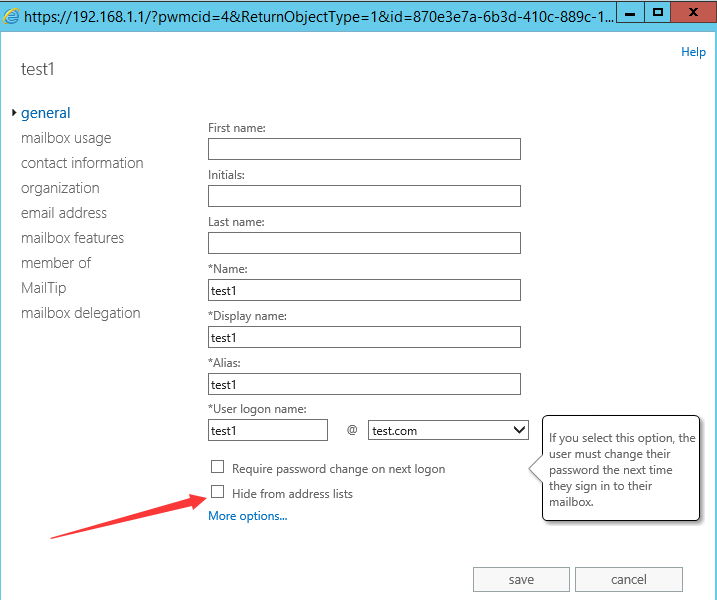 https://192.168.1.1/?pwmcid=4&ReturnObjectType=1&id=870e3e7a-6b3d-410c-889c-1...
Help
test1
general
mailbox usage
contact information
organization
email address
mailbox features
member of
MailTip
mailbox delegation
First name:
Initials:
Last name:
*Name:
test1
*Display name:
test1
*Alias:
test1
*User logon name:
test1 @ test.com
Require password change on next logon
Hide from address lists
More options...
If you select this option, the
user must change their
password the next time
they sign in to their
mailbox.
save cancel